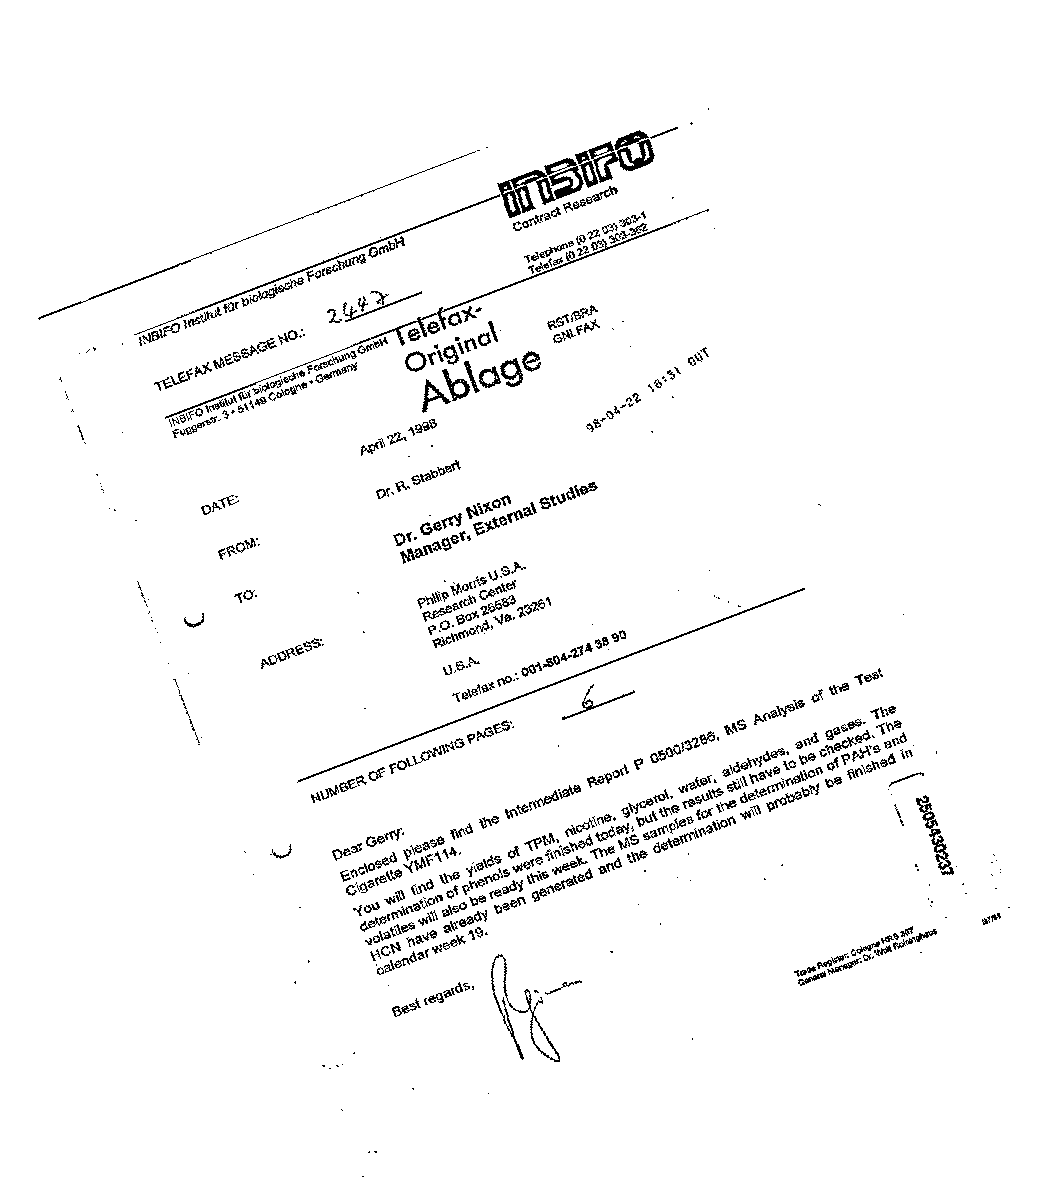 INBIFO
Contract Research
INBIFO Institut für biologische Forschung GmbH
Telephone (0 22 03) 303-1
Telefax (0 22 03) 303-362
TELEFAX MESSAGE NO.: 2447
Telefax-
Original
Ablage
RST/BRA
GNI.FAX
INBIFO Institut für biologische Forschung GmbH
Fuggerstr. 3 • 51149 Cologne • Germany
98-04-22 16:31 OUT
DATE: April 22, 1998
FROM: Dr. R. Stabbert
TO: Dr. Gerry Nixon
Manager, External Studies
ADDRESS: Philip Morris U.S.A.
Research Center
P.O. Box 26583
Richmond, Va. 23261
U.S.A.
Telefax no.: 001-804-274 38 90
NUMBER OF FOLLOWING PAGES: 6
Dear Gerry:
Enclosed please find the Intermediate Report P 0500/3286, MS Analysis of the Test
Cigarette YMF114.
You will find the yields of TPM, nicotine, glycerol, water, aldehydes, and gases. The
determination of phenols were finished today, but the results still have to be checked. The
volatiles will also be ready this week. The MS samples for the determination of PAH's and
HCN have already been generated and the determination will probably be finished in
calendar week 19.
Best regards,
2505430237
Trade Register: Cologne HRB 367
General Manager: Dr. Wolf Reininghaus